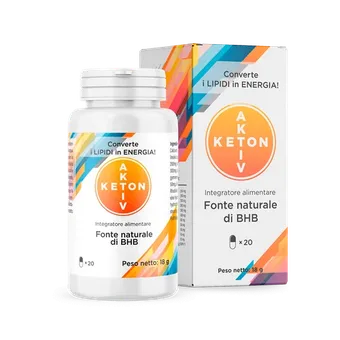 Converte
i LIPIDI in ENERGIA!
AKTIV
KETON
Integratore alimentare
Fonte naturale
di BHB
× 20
Peso netto: 18 g
Converte
i LIPIDI in ENERGIA!
AKTIV
KETON
Integratore alimentare
Fonte naturale
di BHB
× 20
Peso netto: 18 g